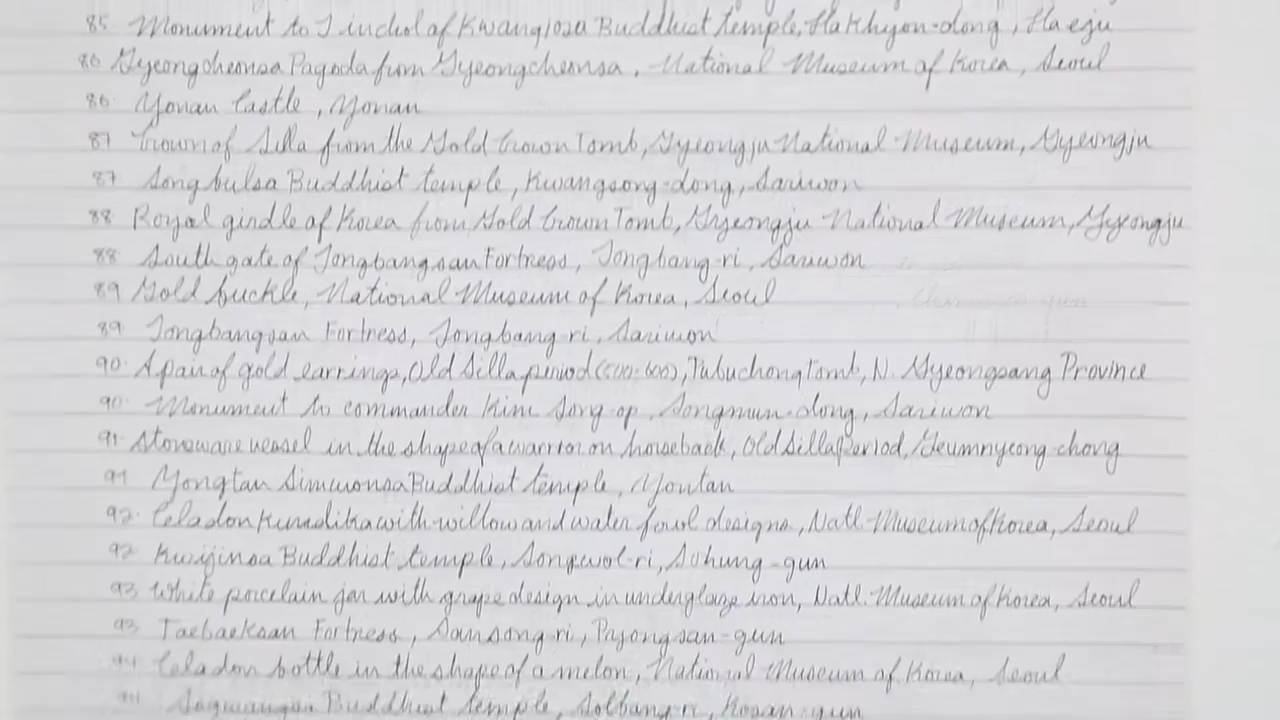 85 Monument to J inchol of Kwangjosa Buddhist temple, Hakhyon-dong, Haeju
86 Gyeongcheonsa Pagoda from Gyeongcheonsa, National Museum of Korea, Seoul
86 Yonan Castle, Yonan
87 Crown of Silla from the Gold Crown Tomb, Gyeongju National Museum, Gyeongju
87 Songbulsa Buddhist temple, Kwangsong-dong, Sariwon
88 Royal girdle of Korea from Gold Crown Tomb, Gyeongju National Museum, Gyeongju
88 South gate of Jongbangsan Fortress, Jongbang-ri, Sariwon
89 Gold buckle, National Museum of Korea, Seoul
89 Jongbangsan Fortress, Jongbang ri, Sariwon
90 A pair of gold earrings, Old Silla period (500-600), Pubuchong Tomb, N. Gyeongsang Province
90 Monument to commander Kim Song op, Songmun-dong, Sariwon
91 Stoneware vessel in the shape of a warrior on horseback, Old Silla Period, Geumnyeong-chong
91 Yongtan Simwonsa Buddhist temple, Yontan
92 Celadon Kundika with willow and water fowl designs, Natl. Museum of Korea, Seoul
92 Kwijinsa Buddhist temple, Songwol-ri, Sohung-gun
93 White porcelain jar with grape design in underglaze iron, Natl. Museum of Korea, Seoul
93 Taebaeksan Fortress, Sansong ri, Pyongsan-gun
94 Celadon bottle in the shape of a melon, National Museum of Korea, Seoul
94 Buddhist temple, Solbang-ri, Kosan-gun